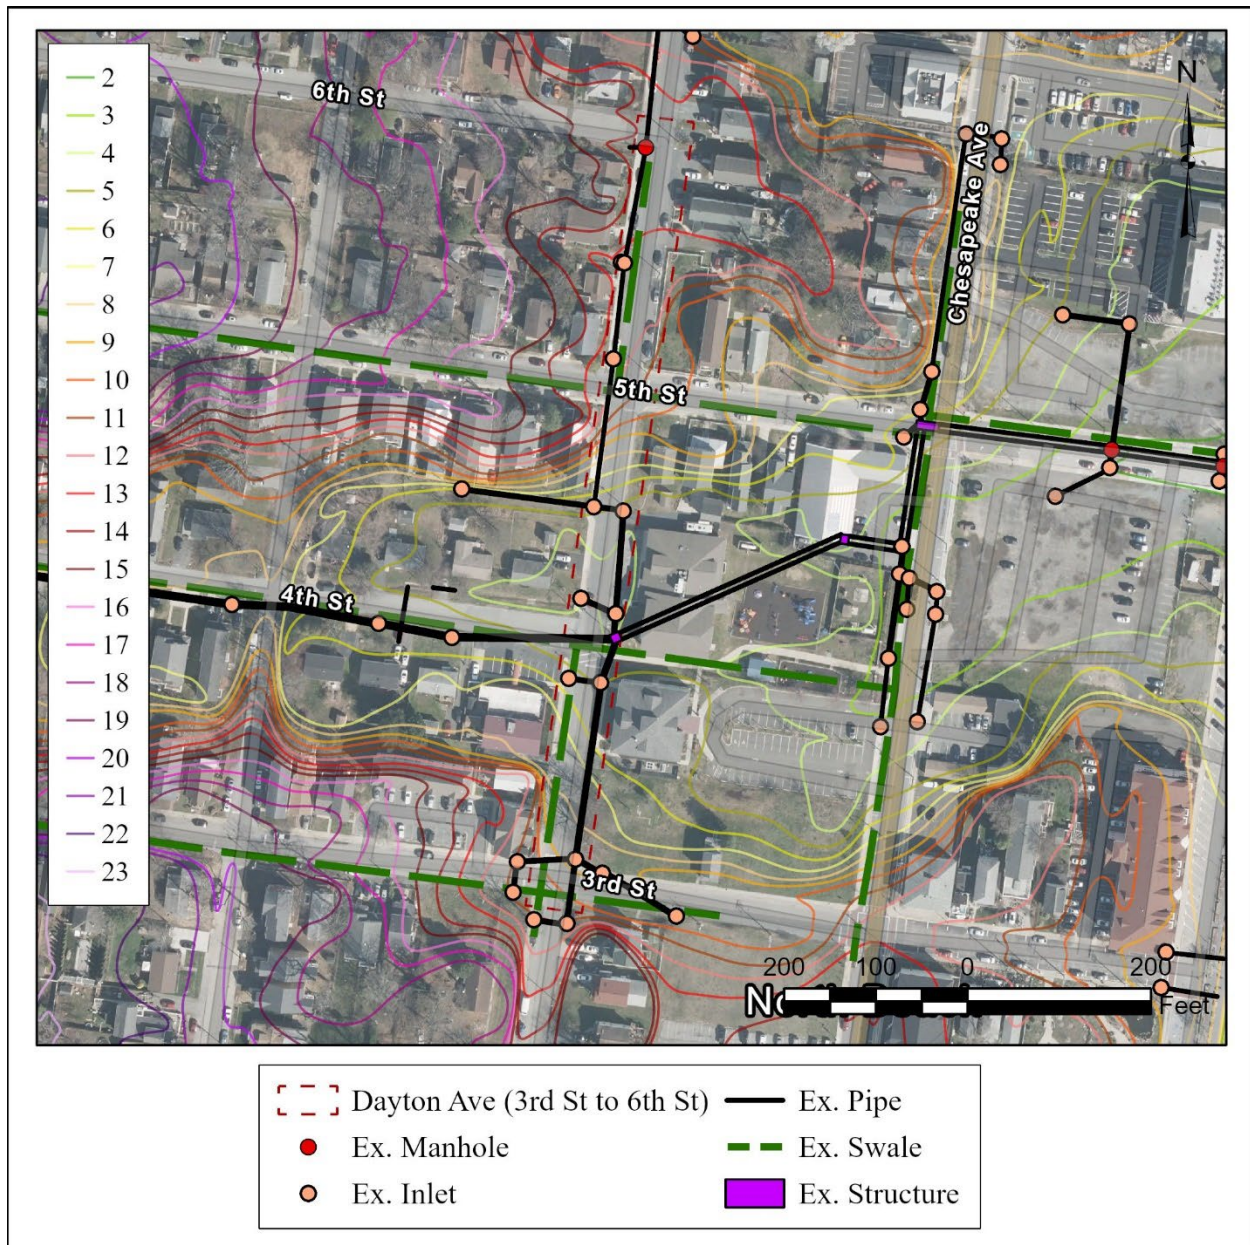 2
3
4
5
6
7
8
9
10
11
12
13
14
15
16
17
18
19
20
21
22
23
6th St
N
Chesapeake Ave
5th St
4th St
3rd St
200 100 0 200
Feet
Dayton Ave (3rd St to 6th St)
Ex. Manhole
Ex. Inlet
Ex. Pipe
Ex. Swale
Ex. Structure